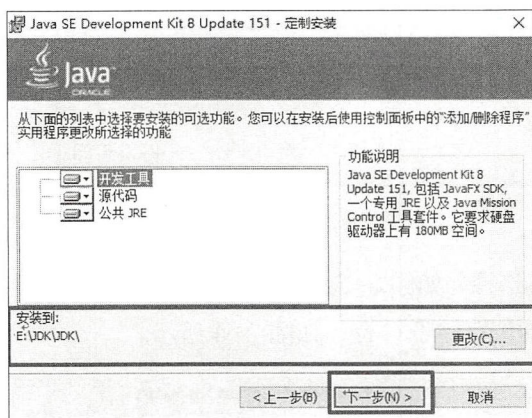 Java SE Development Kit 8 Update 151 - 定制安装
Java
ORACLE
从下面的列表中选择要安装的可选功能。您可以在安装后使用控制面板中的"添加/删除程序"
实用程序更改所选择的功能
开发工具
源代码
公共 JRE
功能说明
Java SE Development Kit 8
Update 151, 包括 JavaFX SDK,
一个专用 JRE 以及 Java Mission
Control 工具套件。它要求硬盘
驱动器上有 180MB 空间。
安装到:
E:\JDK\JDK\
更改(C)...
<上一步(B)
下一步(N) >
取消